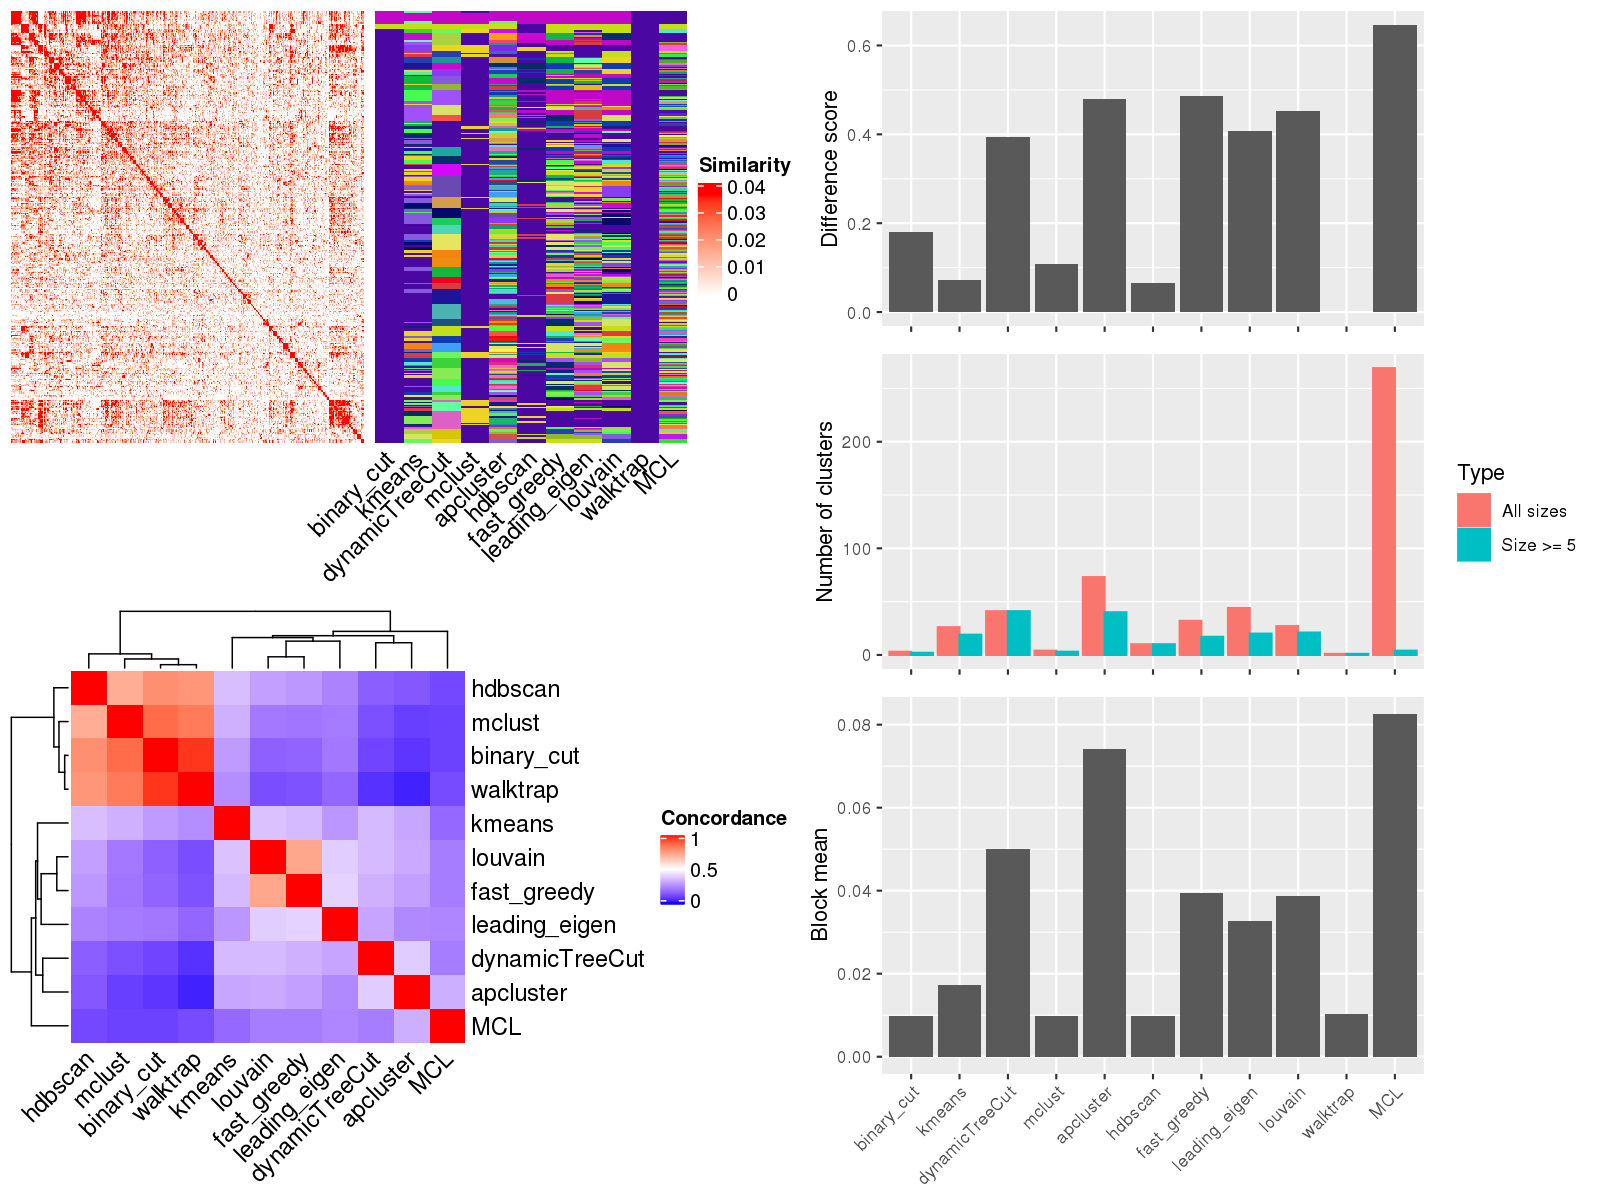 Similarity
0.04
0.03
0.02
0.01
0
binary_cut
kmeans
dynamicTreeCut
mclust
apcluster
hdbscan
fast_greedy
leading_eigen
louvain
walktrap
MCL
hdbscan
mclust
binary_cut
walktrap
kmeans
louvain
fast_greedy
leading_eigen
dynamicTreeCut
apcluster
MCL
hdbscan
mclust
binary_cut
walktrap
kmeans
louvain
fast_greedy
leading_eigen
dynamicTreeCut
apcluster
MCL
Concordance
1
0.5
0
Difference score
0.6
0.4
0.2
0.0
Number of clusters
200
100
0
Type
All sizes
Size >= 5
Block mean
0.08
0.06
0.04
0.02
0.00
binary_cut
kmeans
dynamicTreeCut
mclust
apcluster
hdbscan
fast_greedy
leading_eigen
louvain
walktrap
MCL